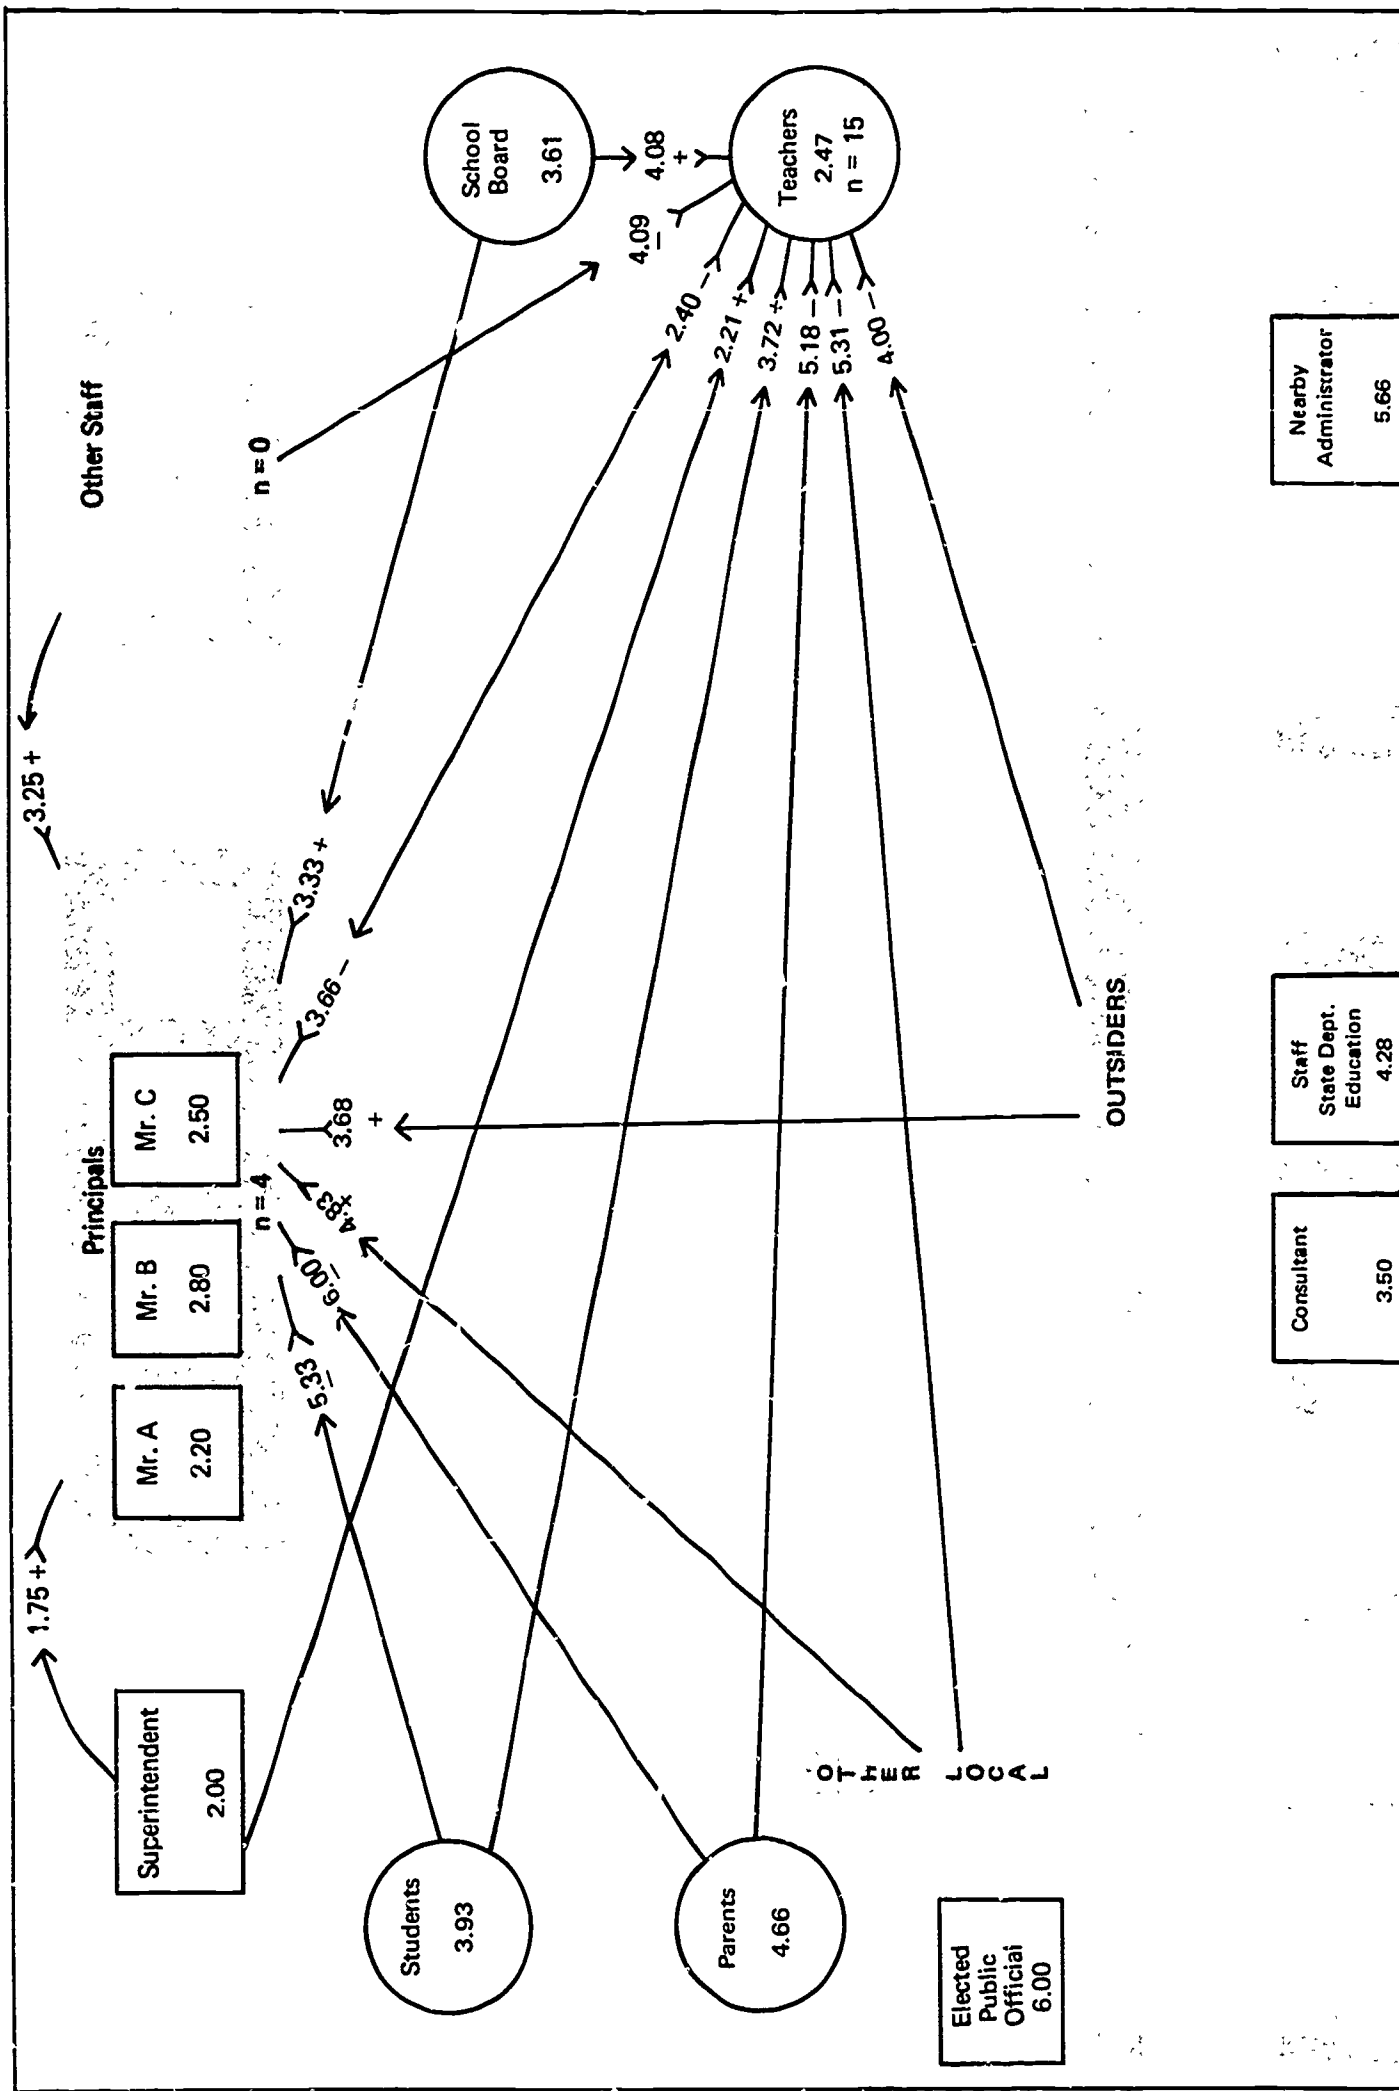 1.75 +
3.25 +
Principals
Other Staff
Superintendent
2.00
Mr. A
2.20
Mr. B
2.80
Mr. C
2.50
n = 4
n = 0
5.33
–
6.00
–
4.83
+
3.68
+
3.66 –
3.33 +
School
Board
3.61
4.08
+
4.09
–
2.40 –
2.21 +
3.72 +
5.18 –
5.31 –
4.00 –
Teachers
2.47
n = 15
Students
3.93
Parents
4.66
OTHER LOCAL
Elected
Public
Official
6.00
OUTSIDERS
Consultant
3.50
Staff
State Dept.
Education
4.28
Nearby
Administrator
5.66